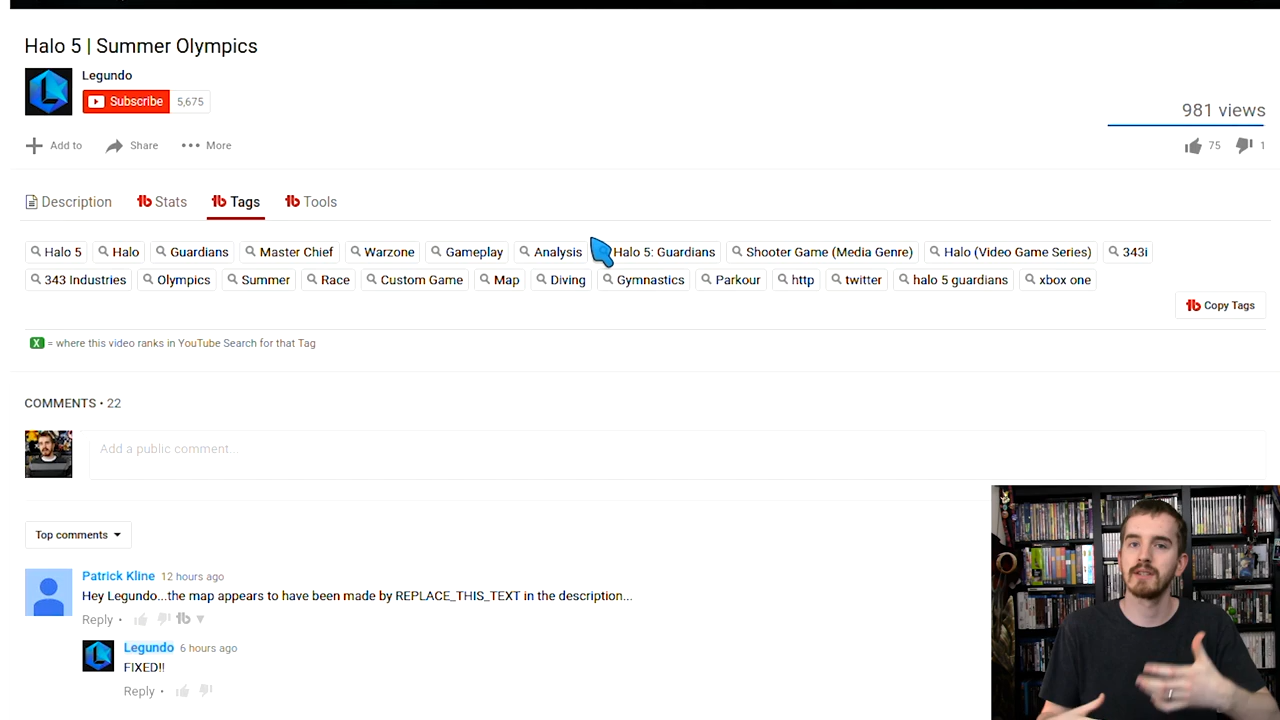 Halo 5 | Summer Olympics
Legundo
Subscribe 5,675
981 views
Add to Share More
75 1
Description Stats Tags Tools
Halo 5 Halo Guardians Master Chief Warzone Gameplay Analysis Halo 5: Guardians Shooter Game (Media Genre) Halo (Video Game Series) 343i
343 Industries Olympics Summer Race Custom Game Map Diving Gymnastics Parkour http twitter halo 5 guardians xbox one
Copy Tags
X = where this video ranks in YouTube Search for that Tag
COMMENTS • 22
Add a public comment...
Top comments
Patrick Kline 12 hours ago
Hey Legundo...the map appears to have been made by REPLACE_THIS_TEXT in the description...
Reply •
Legundo 6 hours ago
FIXED!!
Reply •